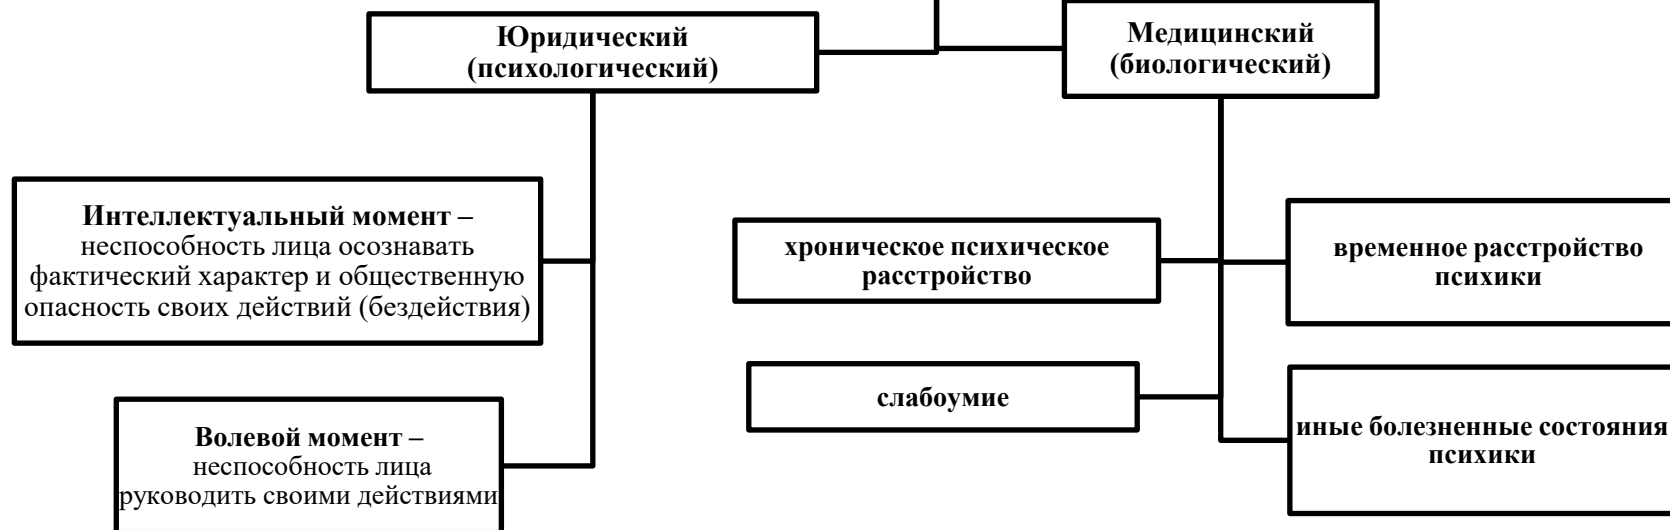 Юридический
(психологический)
Медицинский
(биологический)
Интеллектуальный момент –
неспособность лица осознавать
фактический характер и общественную
опасность своих действий (бездействия)
Волевой момент –
неспособность лица
руководить своими действиями
хроническое психическое
расстройство
временное расстройство
психики
слабоумие
иные болезненные состояния
психики